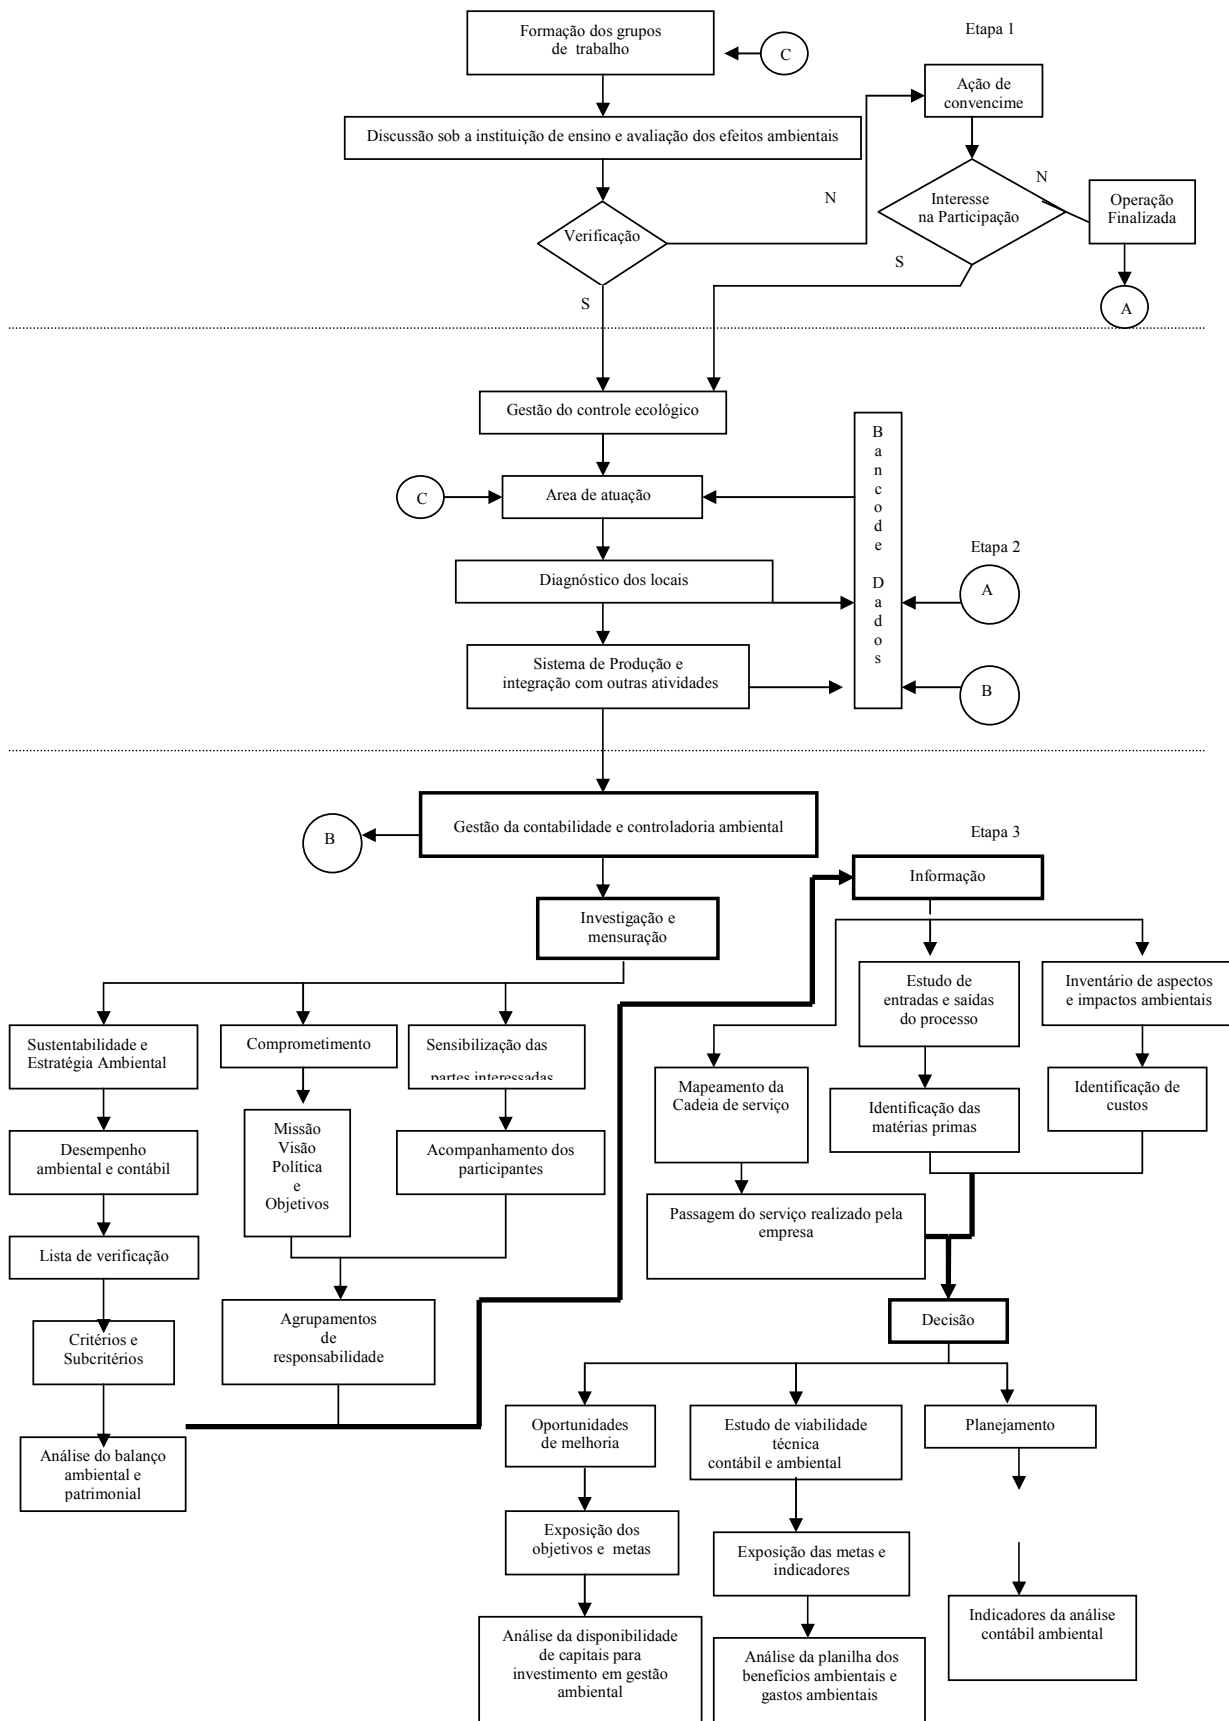 Formação dos grupos
de trabalho
C
Etapa 1
Ação de
convencime
Discussão sob a instituição de ensino e avaliação dos efeitos ambientais
N
Interesse
na Participação
N
Operação
Finalizada
Verificação
S
S
A
Gestão do controle ecológico
C
Area de atuação
Bancode Dados
Etapa 2
Diagnóstico dos locais
A
Sistema de Produção e
integração com outras atividades
B
Gestão da contabilidade e controladoria ambiental
B
Etapa 3
Informação
Investigação e
mensuração
Estudo de
entradas e saídas
do processo
Inventário de aspectos
e impactos ambientais
Sustentabilidade e
Estratégia Ambiental
Comprometimento
Sensibilização das
partes interessadas
Mapeamento da
Cadeia de serviço
Identificação das
matérias primas
Identificação de
custos
Desempenho
ambiental e contábil
Missão
Visão
Política
e
Objetivos
Acompanhamento dos
participantes
Passagem do serviço realizado pela
empresa
Lista de verificação
Agrupamentos
de
responsabilidade
Decisão
Critérios e
Subcritérios
Oportunidades
de melhoria
Estudo de viabilidade
técnica
contábil e ambiental
Planejamento
Análise do balanço
ambiental e
patrimonial
Exposição dos
objetivos e metas
Exposição das metas e
indicadores
Indicadores da análise
contábil ambiental
Análise da disponibilidade
de capitais para
investimento em gestão
ambiental
Análise da planilha dos
benefícios ambientais e
gastos ambientais